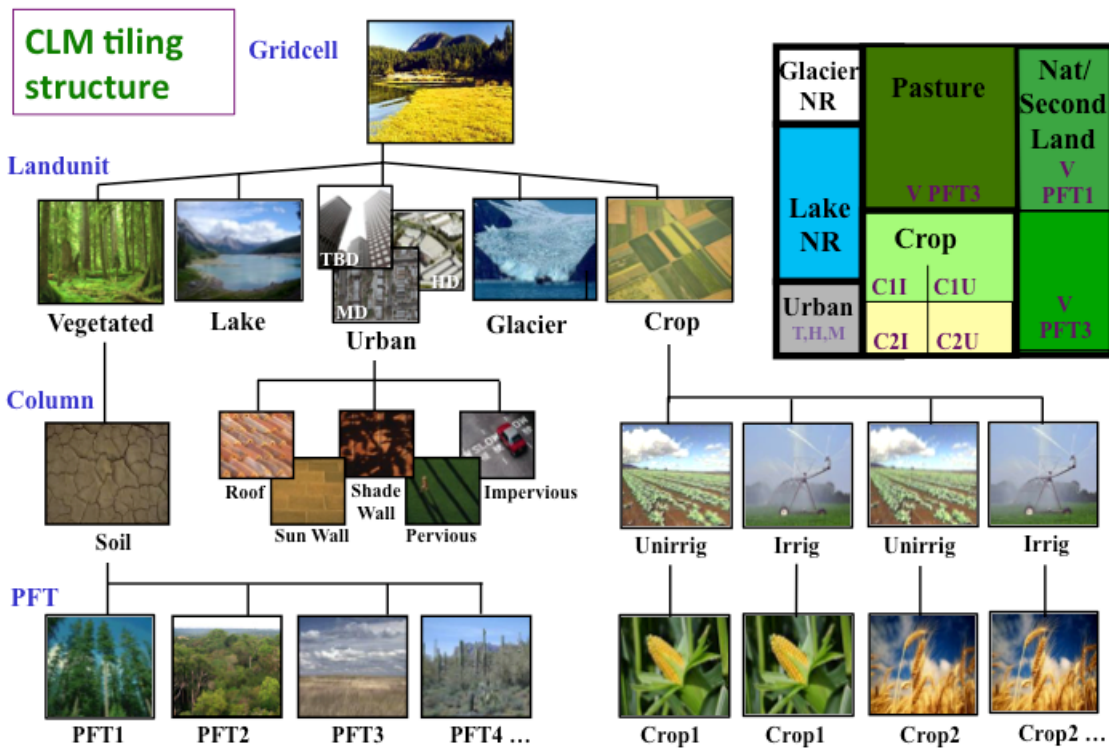 CLM tiling
structure
Gridcell
Landunit
TBD
HD
MD
Vegetated
Lake
Urban
Glacier
Crop
Glacier
NR
Pasture
V PFT3
Nat/
Second
Land
V
PFT1
Lake
NR
Crop
C1I
C1U
C2I
C2U
Urban
T,H,M
V
PFT3
Column
Soil
Roof
Sun Wall
Shade
Wall
Pervious
Impervious
Unirrig
Irrig
Unirrig
Irrig
PFT
PFT1
PFT2
PFT3
PFT4 ...
Crop1
Crop1
Crop2
Crop2 ...